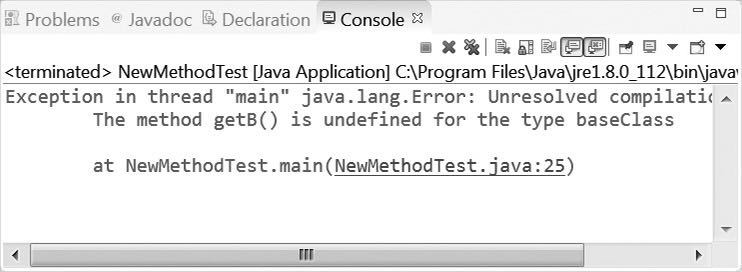 Problems @ Javadoc Declaration Console
<terminated> NewMethodTest [Java Application] C:\Program Files\Java\jre1.8.0_112\bin\javav
Exception in thread "main" java.lang.Error: Unresolved compilatio
The method getB() is undefined for the type baseClass
at NewMethodTest.main(NewMethodTest.java:25)